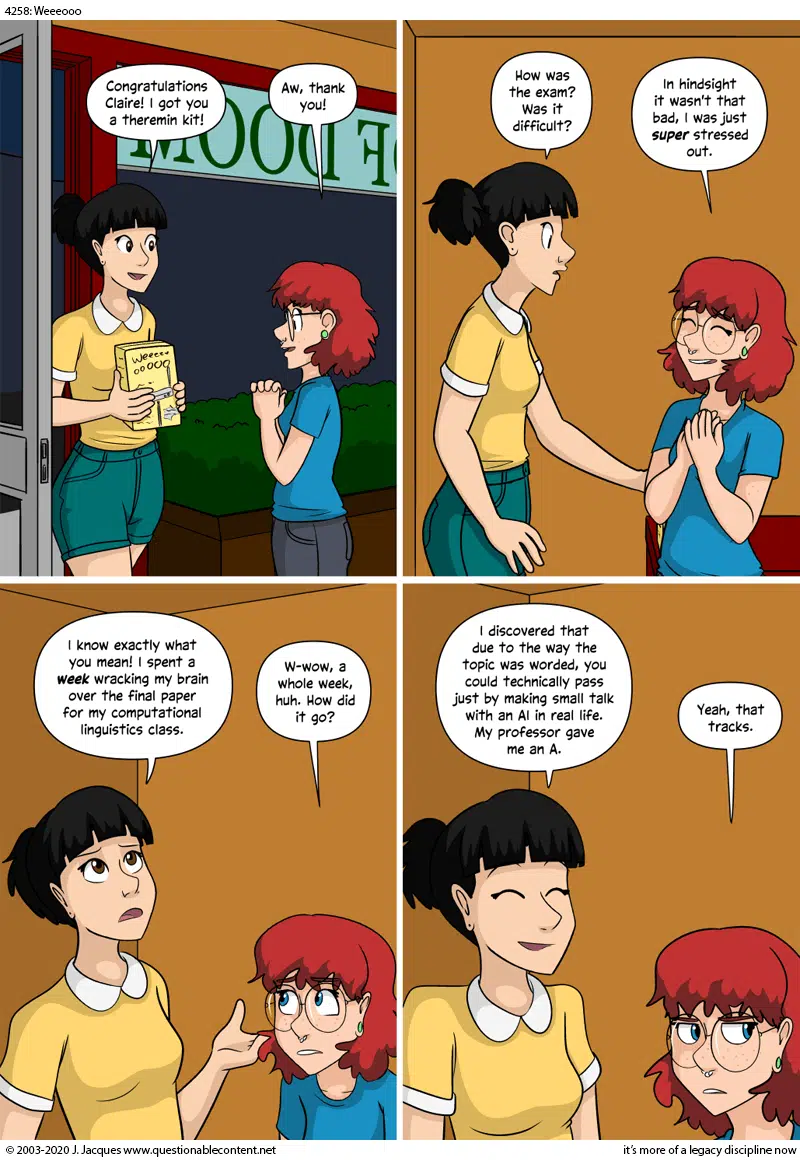 4258: Weeeooo
Congratulations
Claire! I got you
a theremin kit!
Aw, thank
you!
OF DOOM
Weeeeo
ooooo
How was
the exam?
Was it
difficult?
In hindsight
it wasn't that
bad, I was just
super stressed
out.
I know exactly what
you mean! I spent a
week wracking my brain
over the final paper
for my computational
linguistics class.
W-wow, a
whole week,
huh. How did
it go?
I discovered that
due to the way the
topic was worded, you
could technically pass
just by making small talk
with an AI in real life.
My professor gave
me an A.
Yeah, that
tracks.
© 2003-2020 J. Jacques www.questionablecontent.net
it's more of a legacy discipline now